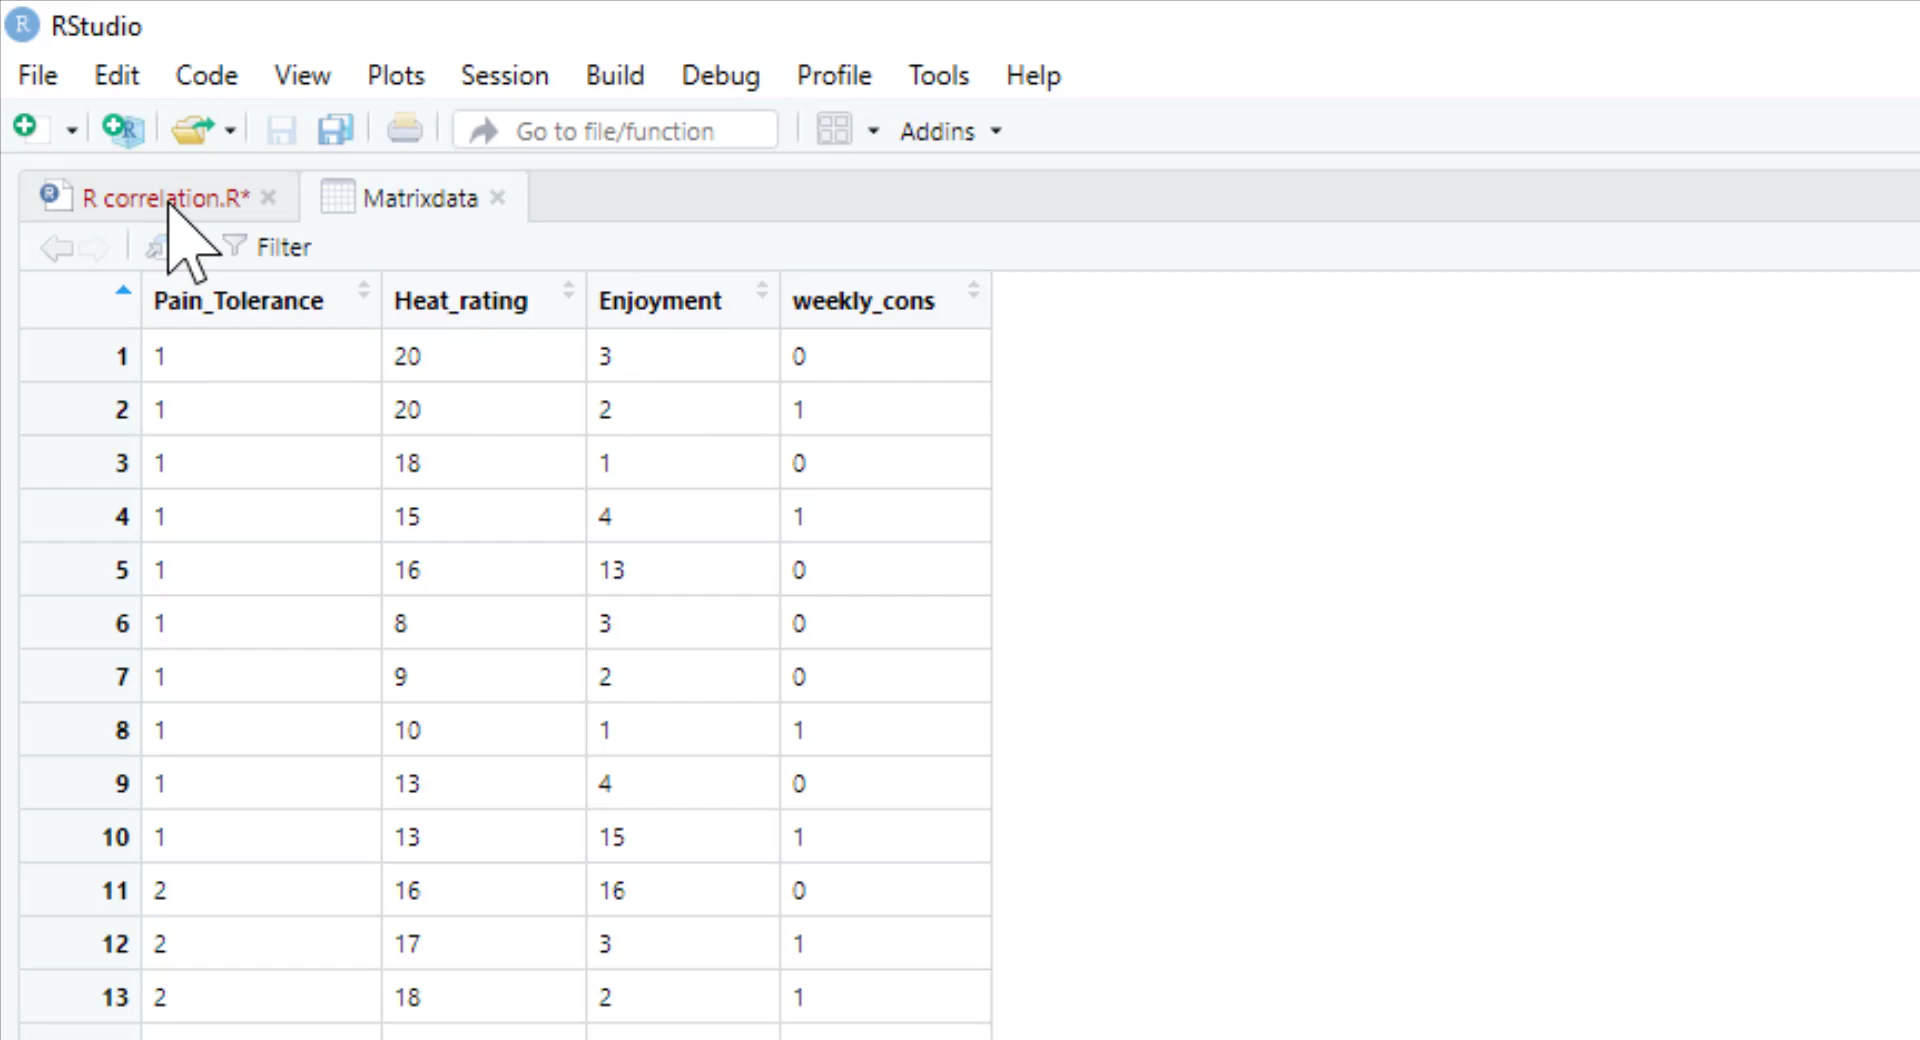 R RStudio
File Edit Code View Plots Session Build Debug Profile Tools Help
R Go to file/function Addins
R R correlation.R* Matrixdata
Filter
Pain_Tolerance Heat_rating Enjoyment weekly_cons
1 1 20 3 0
2 1 20 2 1
3 1 18 1 0
4 1 15 4 1
5 1 16 13 0
6 1 8 3 0
7 1 9 2 0
8 1 10 1 1
9 1 13 4 0
10 1 13 15 1
11 2 16 16 0
12 2 17 3 1
13 2 18 2 1